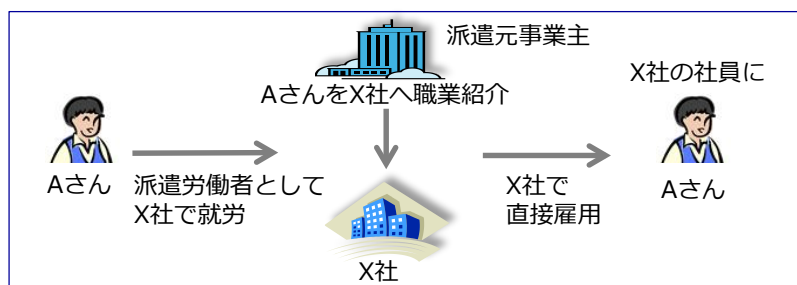 派遣元事業主
AさんをX社へ職業紹介
X社の社員に
Aさん
派遣労働者として
X社で就労
X社
X社で
直接雇用
Aさん